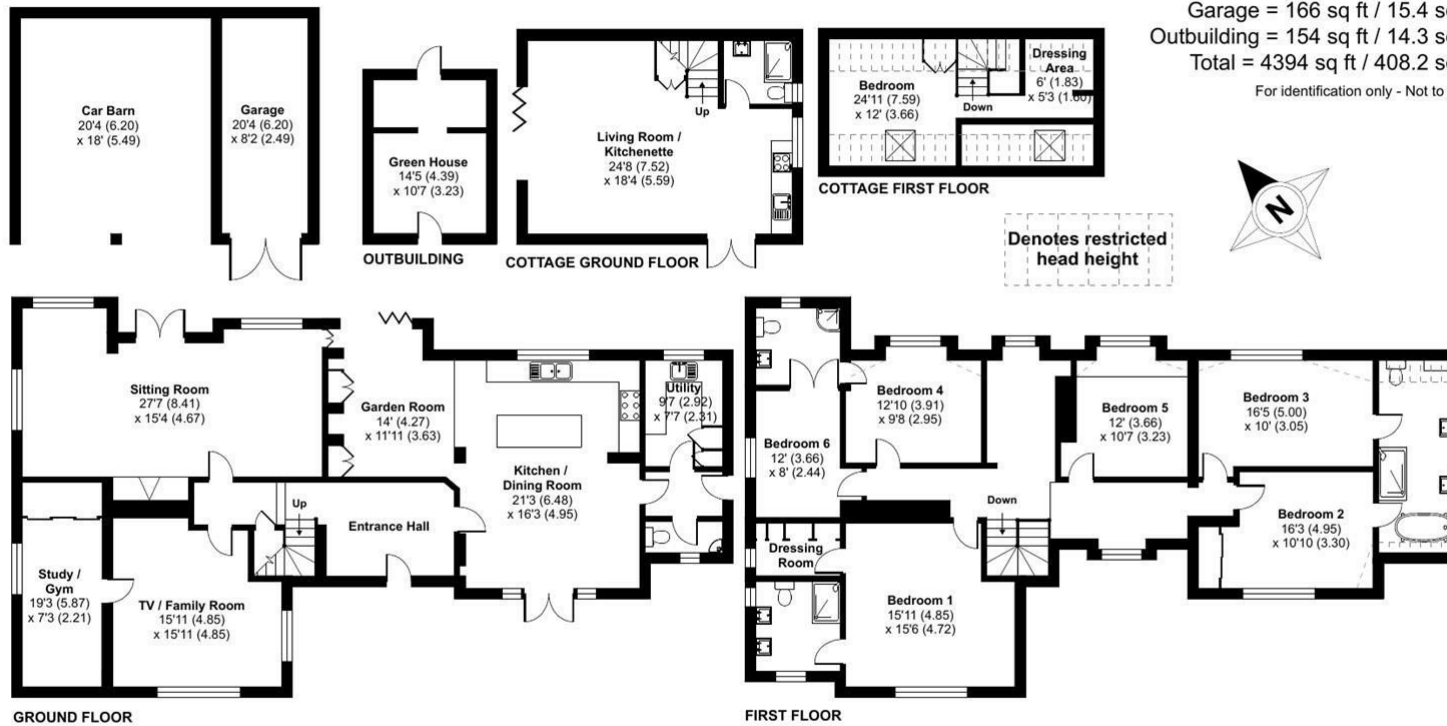 Garage = 166 sq ft / 15.4 s
Outbuilding = 154 sq ft / 14.3 s
Total = 4394 sq ft / 408.2 s
For identification only - Not to
Car Barn
20'4 (6.20)
x 18' (5.49)
Garage
20'4 (6.20)
x 8'2 (2.49)
Green House
14'5 (4.39)
x 10'7 (3.23)
OUTBUILDING
Living Room /
Kitchenette
24'8 (7.52)
x 18'4 (5.59)
Up
COTTAGE GROUND FLOOR
Bedroom
24'11 (7.59)
x 12' (3.66)
Down
Dressing
Area
6' (1.83)
x 5'3 (1.60)
COTTAGE FIRST FLOOR
Denotes restricted
head height
N
Sitting Room
27'7 (8.41)
x 15'4 (4.67)
Garden Room
14' (4.27)
x 11'11 (3.63)
Utility
9'7 (2.92)
x 7'7 (2.31)
Kitchen /
Dining Room
21'3 (6.48)
x 16'3 (4.95)
Up
Entrance Hall
Study /
Gym
19'3 (5.87)
x 7'3 (2.21)
TV / Family Room
15'11 (4.85)
x 15'11 (4.85)
GROUND FLOOR
Bedroom 4
12'10 (3.91)
x 9'8 (2.95)
Bedroom 5
12' (3.66)
x 10'7 (3.23)
Bedroom 3
16'5 (5.00)
x 10' (3.05)
Bedroom 6
12' (3.66)
x 8' (2.44)
Down
Bedroom 2
16'3 (4.95)
x 10'10 (3.30)
Dressing
Room
Bedroom 1
15'11 (4.85)
x 15'6 (4.72)
FIRST FLOOR